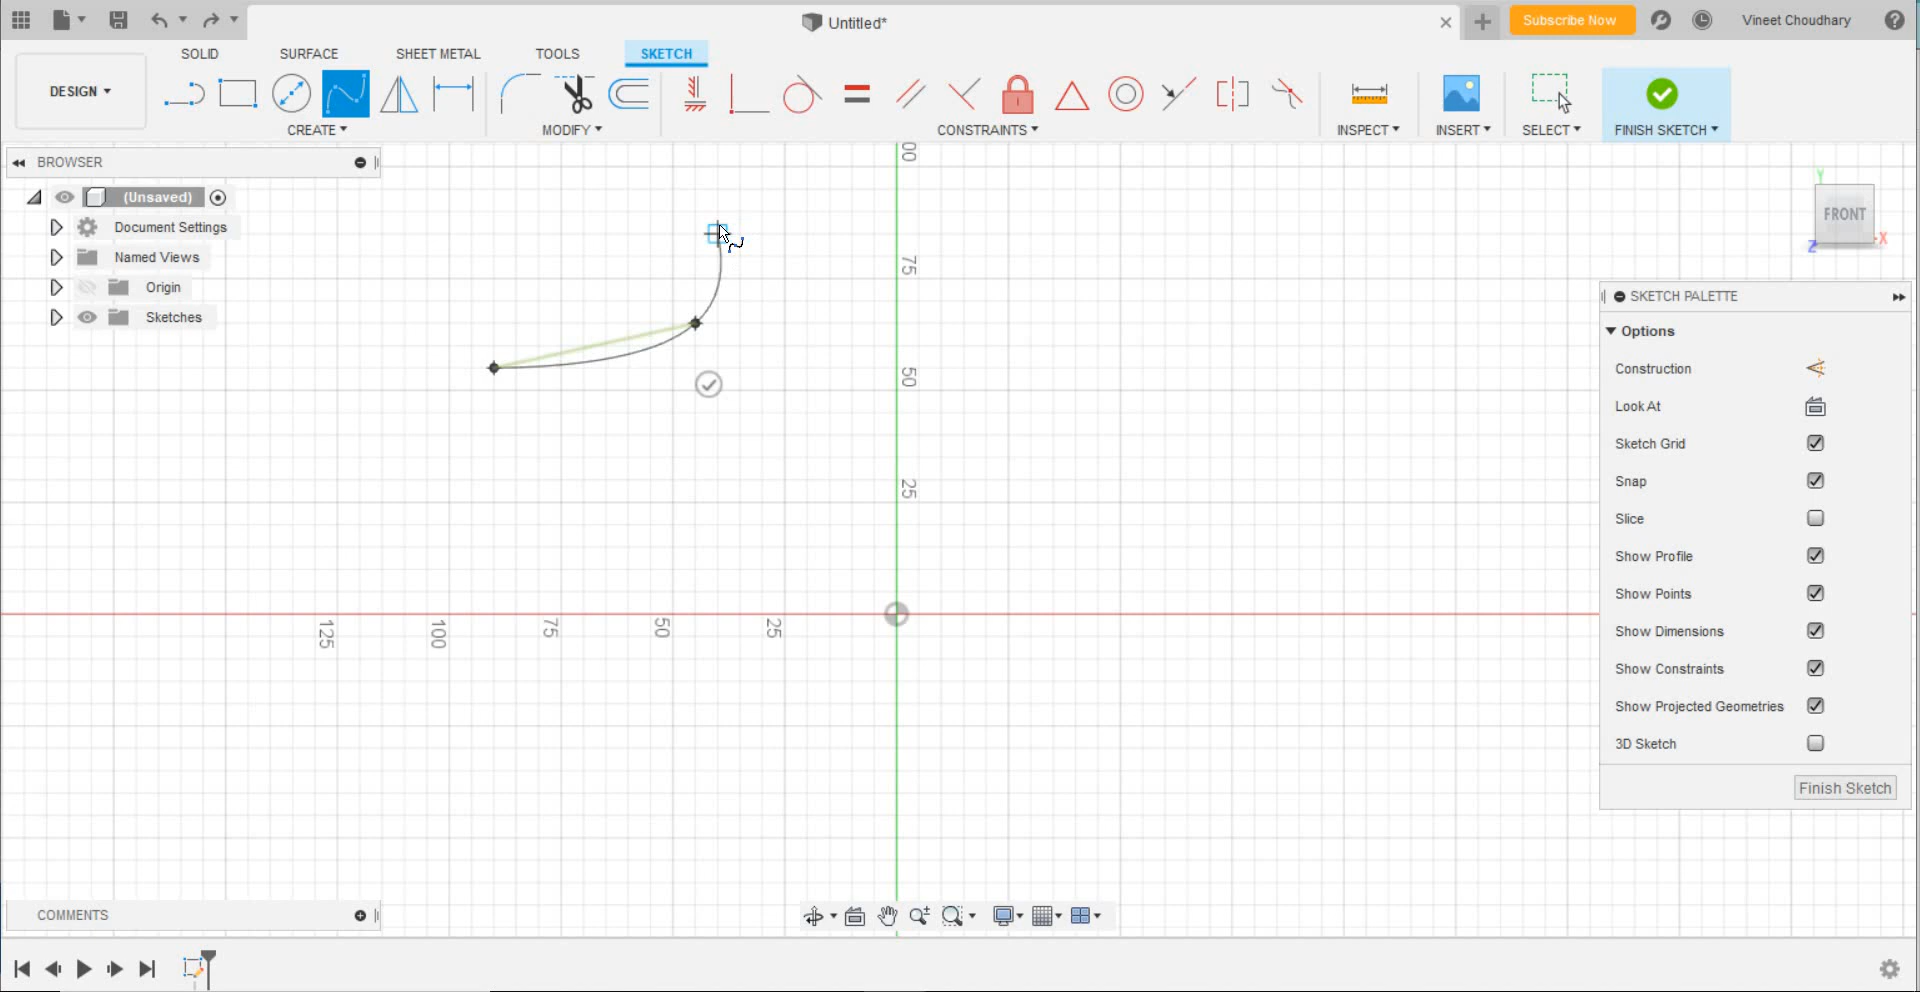 Untitled*
Subscribe Now
Vineet Choudhary
DESIGN
SOLID
SURFACE
SHEET METAL
TOOLS
SKETCH
CREATE
MODIFY
CONSTRAINTS
INSPECT
INSERT
SELECT
FINISH SKETCH
BROWSER
(Unsaved)
Document Settings
Named Views
Origin
Sketches
00
75
50
25
125
100
75
50
25
Y
FRONT
Z
X
SKETCH PALETTE
Options
Construction
Look At
Sketch Grid
Snap
Slice
Show Profile
Show Points
Show Dimensions
Show Constraints
Show Projected Geometries
3D Sketch
Finish Sketch
COMMENTS